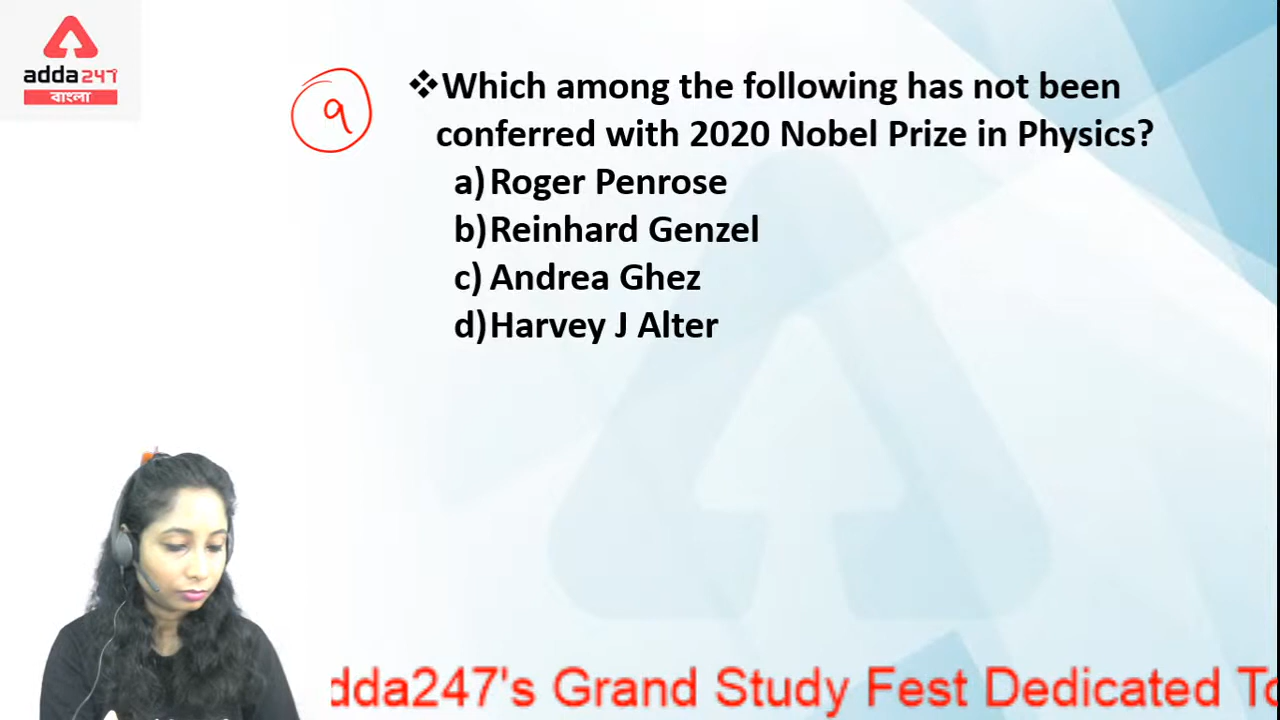 adda247
বাংলা
9
❖Which among the following has not been
conferred with 2020 Nobel Prize in Physics?
a)Roger Penrose
b)Reinhard Genzel
c) Andrea Ghez
d)Harvey J Alter
dda247's Grand Study Fest Dedicated To